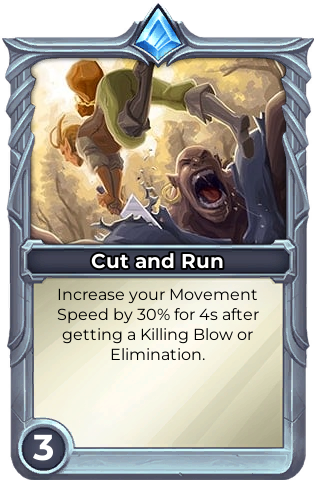 Cut and Run
Increase your Movement
Speed by 30% for 4s after
getting a Killing Blow or
Elimination.
3